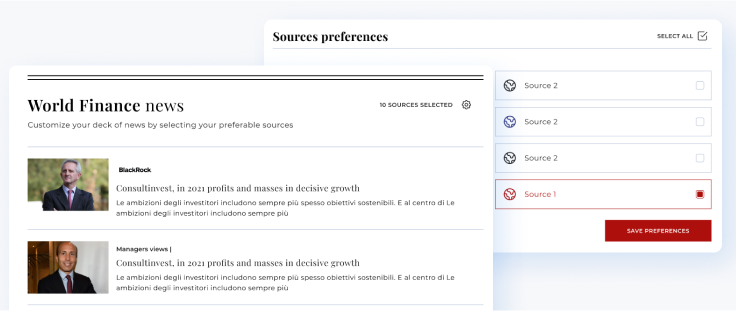 Sources preferences
SELECT ALL
World Finance news
10 SOURCES SELECTED
Customize your deck of news by selecting your preferable sources
BlackRock
Consultinvest, in 2021 profits and masses in decisive growth
Le ambizioni degli investitori includono sempre più spesso obiettivi sostenibili. E al centro di Le
ambizioni degli investitori includono sempre più
Managers views |
Consultinvest, in 2021 profits and masses in decisive growth
Le ambizioni degli investitori includono sempre più spesso obiettivi sostenibili. E al centro di Le
ambizioni degli investitori includono sempre più
Source 2
Source 2
Source 2
Source 1
SAVE PREFERENCES